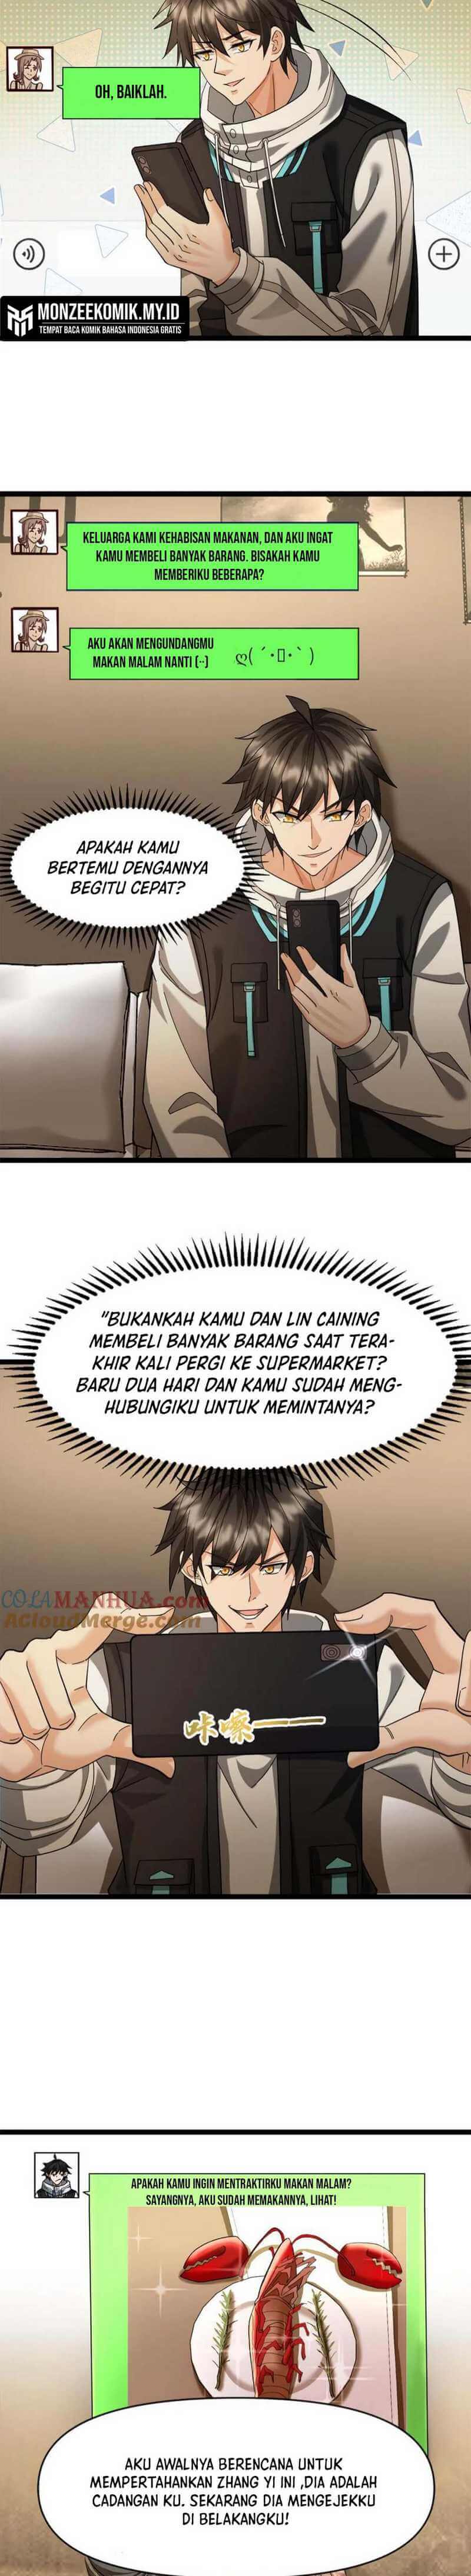 OH, BAIKLAH.
MONZEEKOMIK.MY.ID
TEMPAT BACA KOMIK BAHASA INDONESIA GRATIS
KELUARGA KAMI KEHABISAN MAKANAN, DAN AKU INGAT
KAMU MEMBELI BANYAK BARANG. BISAKAH KAMU
MEMBERIKU BEBERAPA?
AKU AKAN MENGUNDANGMU
MAKAN MALAM NANTI (··) ღ( ´･▯･` )
APAKAH KAMU
BERTEMU DENGANNYA
BEGITU CEPAT?
"BUKANKAH KAMU DAN LIN CAINING
MEMBELI BANYAK BARANG SAAT TERA-
KHIR KALI PERGI KE SUPERMARKET?
BARU DUA HARI DAN KAMU SUDAH MENG-
HUBUNGIKU UNTUK MEMINTANYA?
COLAMANHUA.com
ACloudMerge.com
咔嚓——
APAKAH KAMU INGIN MENTRAKTIRKU MAKAN MALAM?
SAYANGNYA, AKU SUDAH MEMAKANNYA, LIHAT!
AKU AWALNYA BERENCANA UNTUK
MEMPERTAHANKAN ZHANG YI INI ,DIA ADALAH
CADANGAN KU. SEKARANG DIA MENGEJEKKU
DI BELAKANGKU!